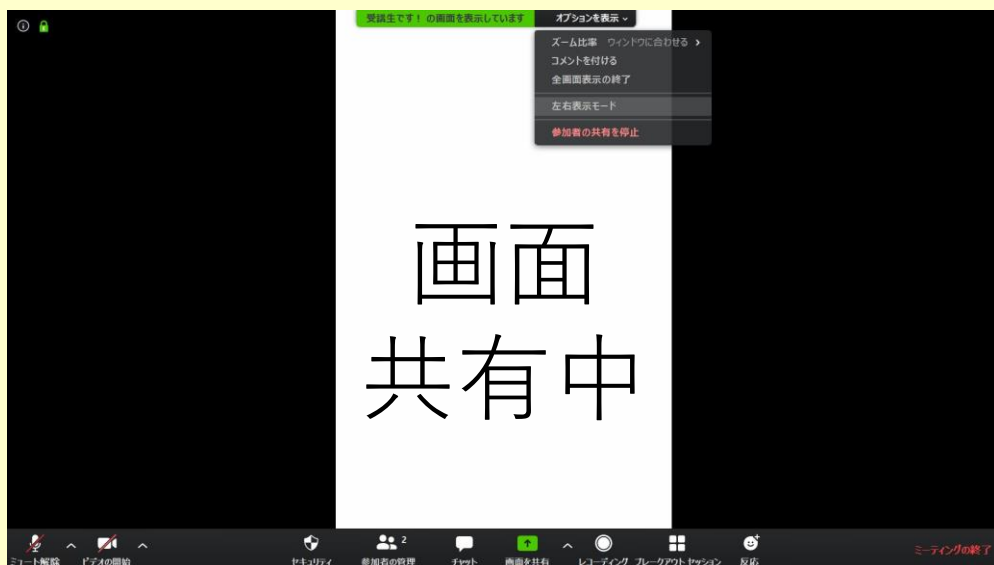 受講生です！ の画面を表示しています
オプションを表示
ズーム比率 ウィンドウに合わせる
コメントを付ける
全画面表示の終了
左右表示モード
参加者の共有を停止
画面
共有中
ミュート解除
ビデオの開始
セキュリティ
参加者の管理
2
チャット
画面を共有
レコーディング
ブレークアウト セッション
反応
ミーティングの終了